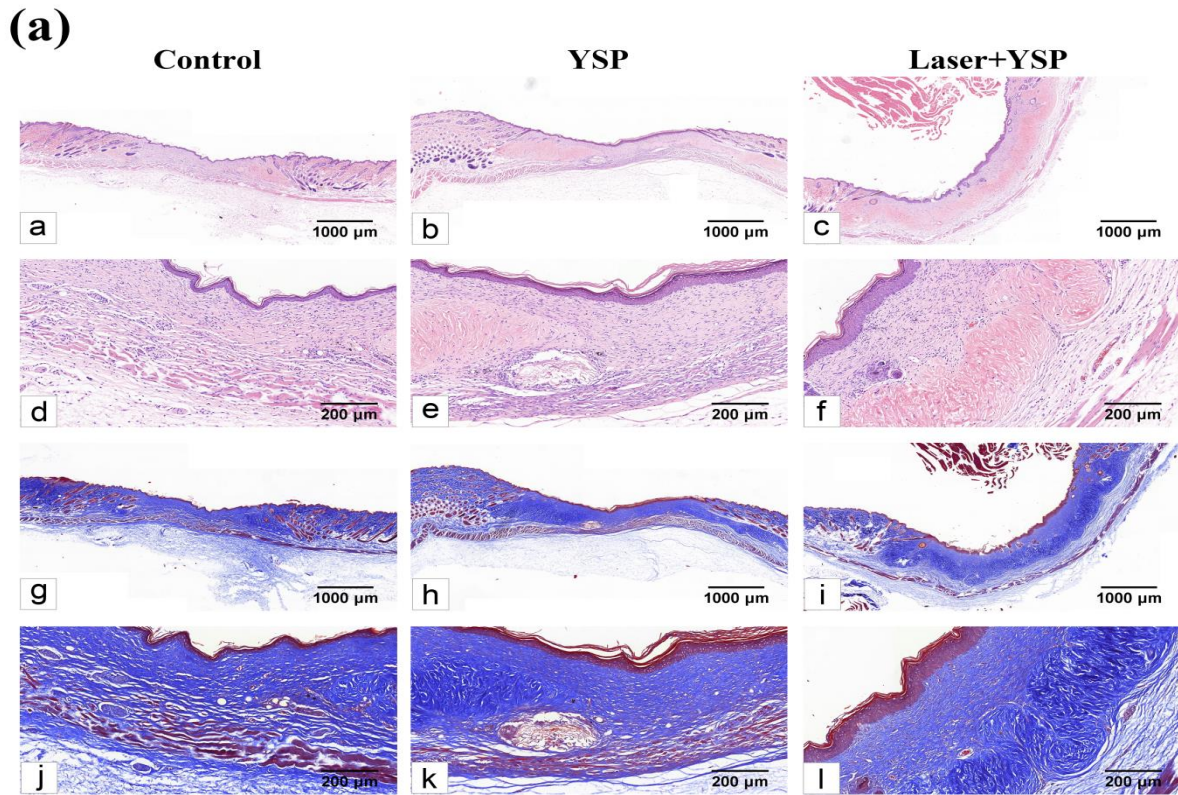 (a)
Control YSP Laser+YSP
a 1000 µm b 1000 µm c 1000 µm
d 200 µm e 200 µm f 200 µm
g 1000 µm h 1000 µm i 1000 µm
j 200 µm k 200 µm l 200 µm